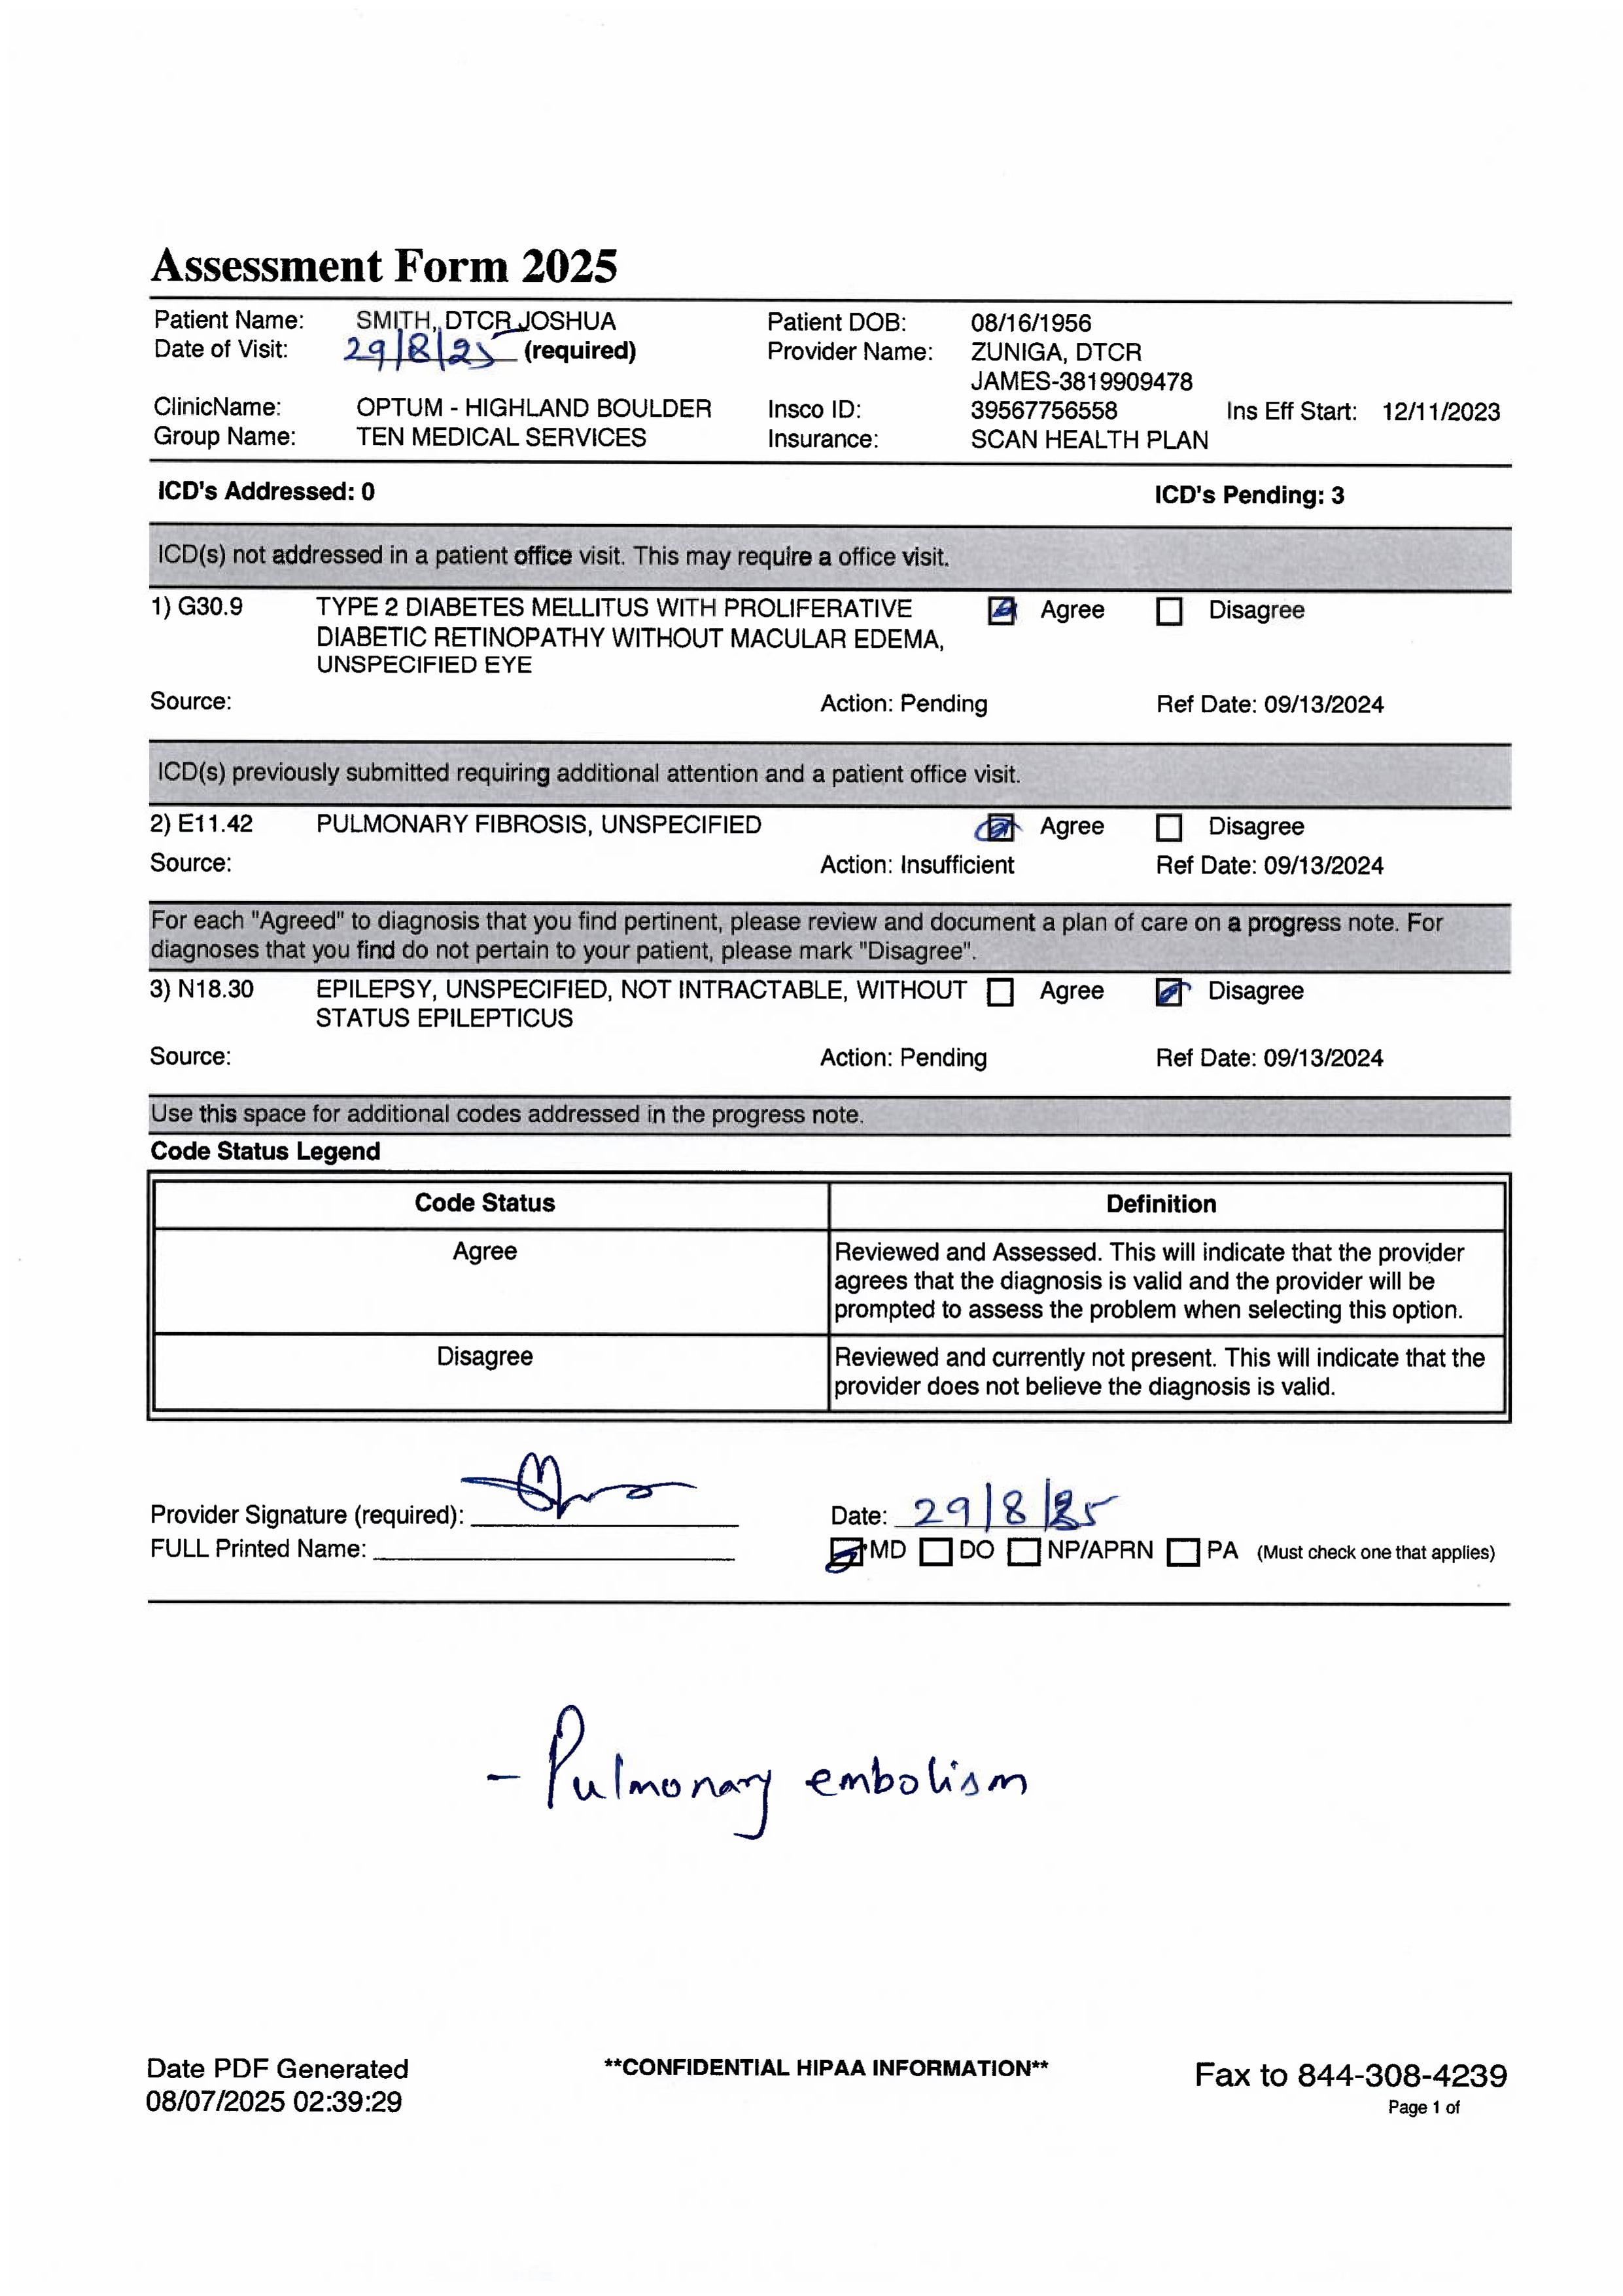 Assessment Form 2025
Patient Name: SMITH, DTCR JOSHUA Patient DOB: 08/16/1956
Date of Visit: 29/8/25 (required) Provider Name: ZUNIGA, DTCR
JAMES-3819909478
ClinicName: OPTUM - HIGHLAND BOULDER Insco ID: 39567756558 Ins Eff Start: 12/11/2023
Group Name: TEN MEDICAL SERVICES Insurance: SCAN HEALTH PLAN
ICD's Addressed: 0 ICD's Pending: 3
ICD(s) not addressed in a patient office visit. This may require a office visit.
1) G30.9 TYPE 2 DIABETES MELLITUS WITH PROLIFERATIVE Agree Disagree
DIABETIC RETINOPATHY WITHOUT MACULAR EDEMA,
UNSPECIFIED EYE
Source: Action: Pending Ref Date: 09/13/2024
ICD(s) previously submitted requiring additional attention and a patient office visit.
2) E11.42 PULMONARY FIBROSIS, UNSPECIFIED Agree Disagree
Source: Action: Insufficient Ref Date: 09/13/2024
For each "Agreed" to diagnosis that you find pertinent, please review and document a plan of care on a progress note. For
diagnoses that you find do not pertain to your patient, please mark "Disagree".
3) N18.30 EPILEPSY, UNSPECIFIED, NOT INTRACTABLE, WITHOUT Agree Disagree
STATUS EPILEPTICUS
Source: Action: Pending Ref Date: 09/13/2024
Use this space for additional codes addressed in the progress note.
Code Status Legend
Code Status Definition
Agree Reviewed and Assessed. This will indicate that the provider
agrees that the diagnosis is valid and the provider will be
prompted to assess the problem when selecting this option.
Disagree Reviewed and currently not present. This will indicate that the
provider does not believe the diagnosis is valid.
Provider Signature (required): Date: 29/8/25
FULL Printed Name: MD DO NP/APRN PA (Must check one that applies)
- Pulmonary embolism
Date PDF Generated **CONFIDENTIAL HIPAA INFORMATION** Fax to 844-308-4239
08/07/2025 02:39:29 Page 1 of